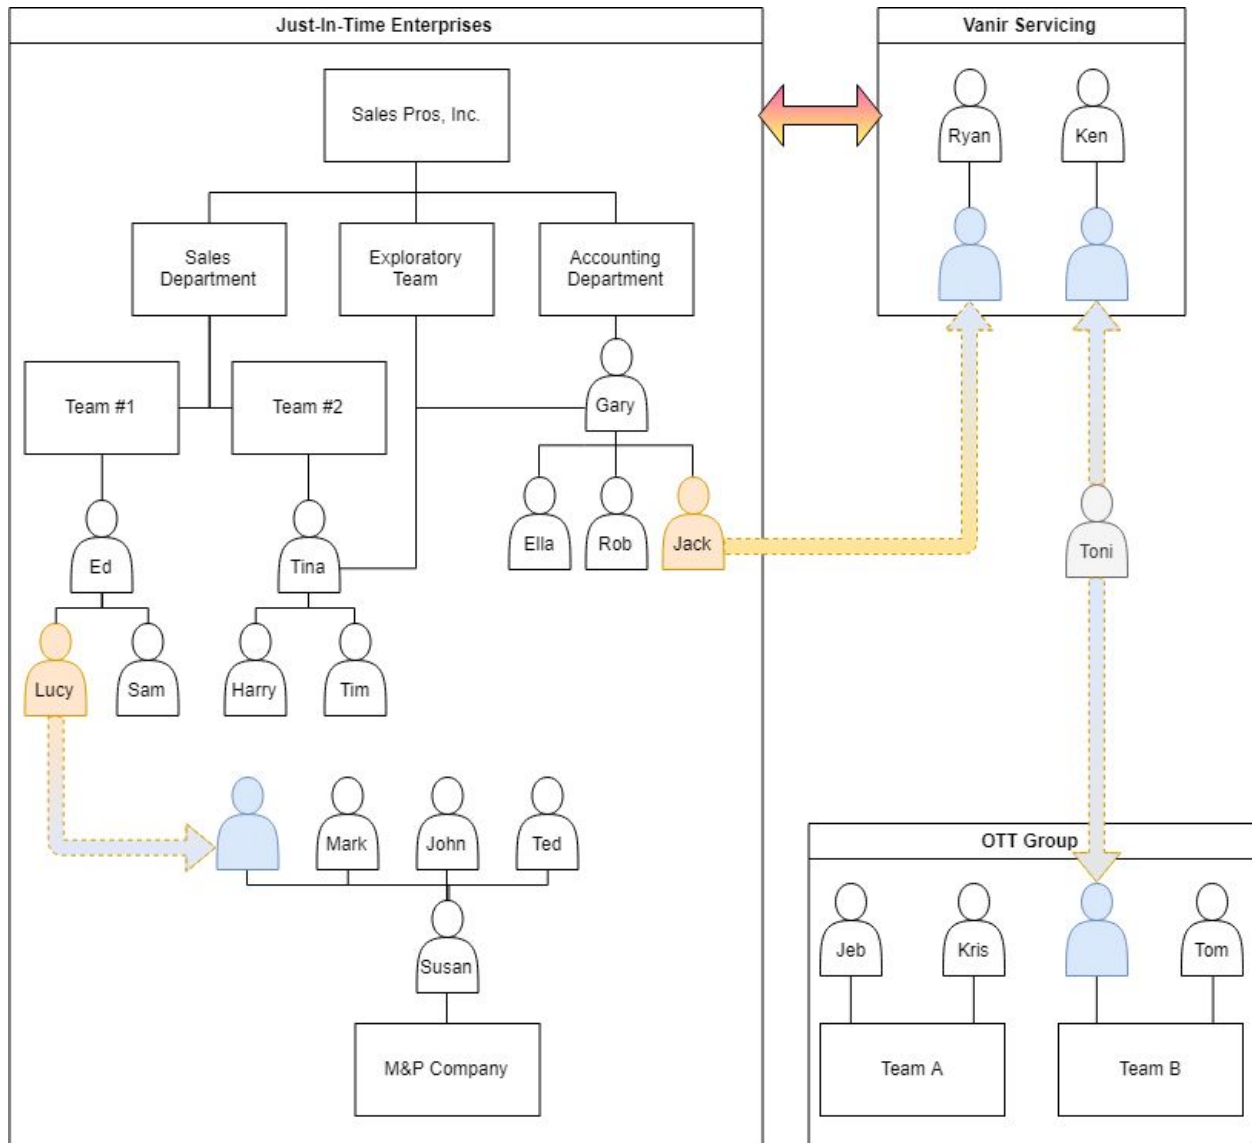 Just-In-Time Enterprises
Vanir Servicing
Sales Pros, Inc.
Ryan
Ken
Sales
Department
Exploratory
Team
Accounting
Department
Team #1
Team #2
Gary
Ed
Tina
Ella
Rob
Jack
Toni
Lucy
Sam
Harry
Tim
Mark
John
Ted
Susan
M&P Company
OTT Group
Jeb
Kris
Tom
Team A
Team B